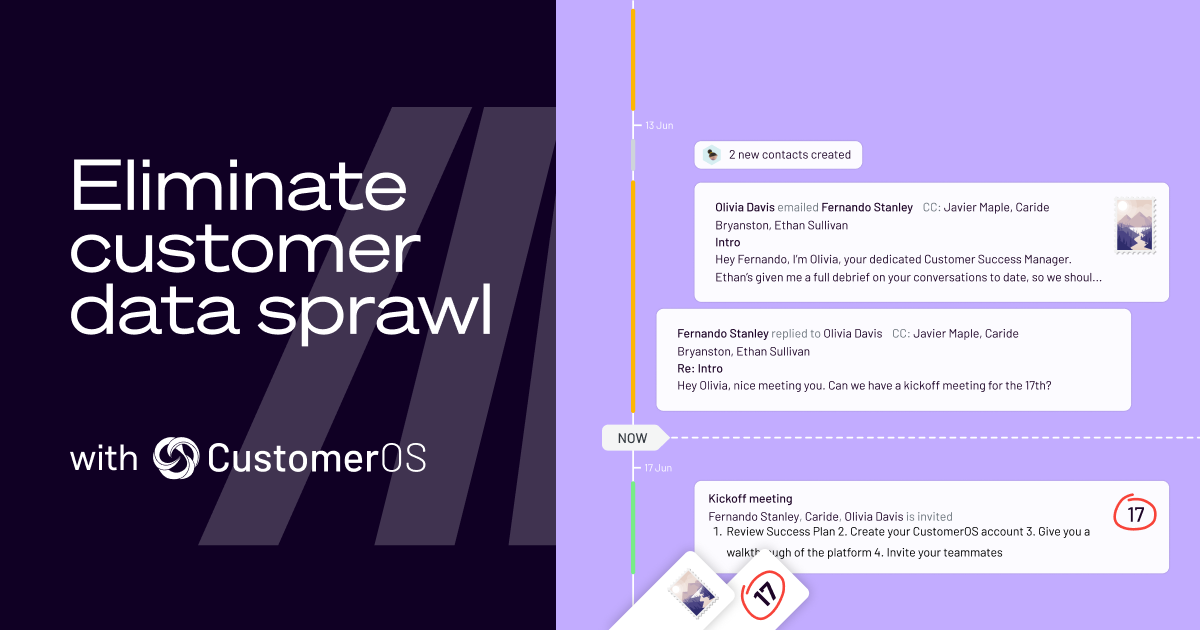 Eliminate
customer
data sprawl
with CustomerOS
13 Jun
2 new contacts created
Olivia Davis emailed Fernando Stanley CC: Javier Maple, Caride
Bryanston, Ethan Sullivan
Intro
Hey Fernando, I'm Olivia, your dedicated Customer Success Manager.
Ethan's given me a full debrief on your conversations to date, so we shoul...
Fernando Stanley replied to Olivia Davis CC: Javier Maple, Caride
Bryanston, Ethan Sullivan
Re: Intro
Hey Olivia, nice meeting you. Can we have a kickoff meeting for the 17th?
NOW
17 Jun
Kickoff meeting
Fernando Stanley, Caride, Olivia Davis is invited
17
1. Review Success Plan 2. Create your CustomerOS account 3. Give you a
walkthrough of the platform 4. Invite your teammates
17